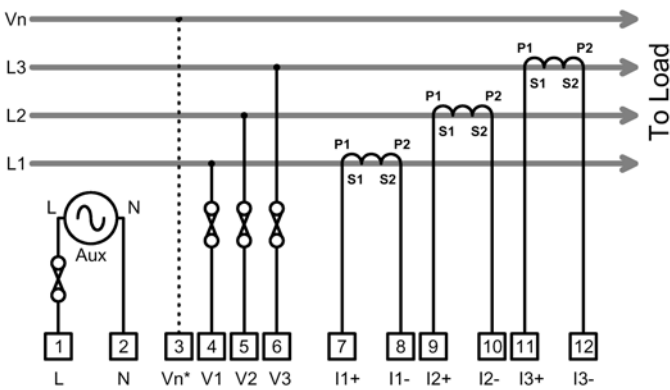 Vn
L3
P1 P2
S1 S2
L2
P1 P2
S1 S2
L1
P1 P2
S1 S2
To Load
L N
Aux
1 2 3 4 5 6 7 8 9 10 11 12
L N Vn* V1 V2 V3 I1+ I1- I2+ I2- I3+ I3-